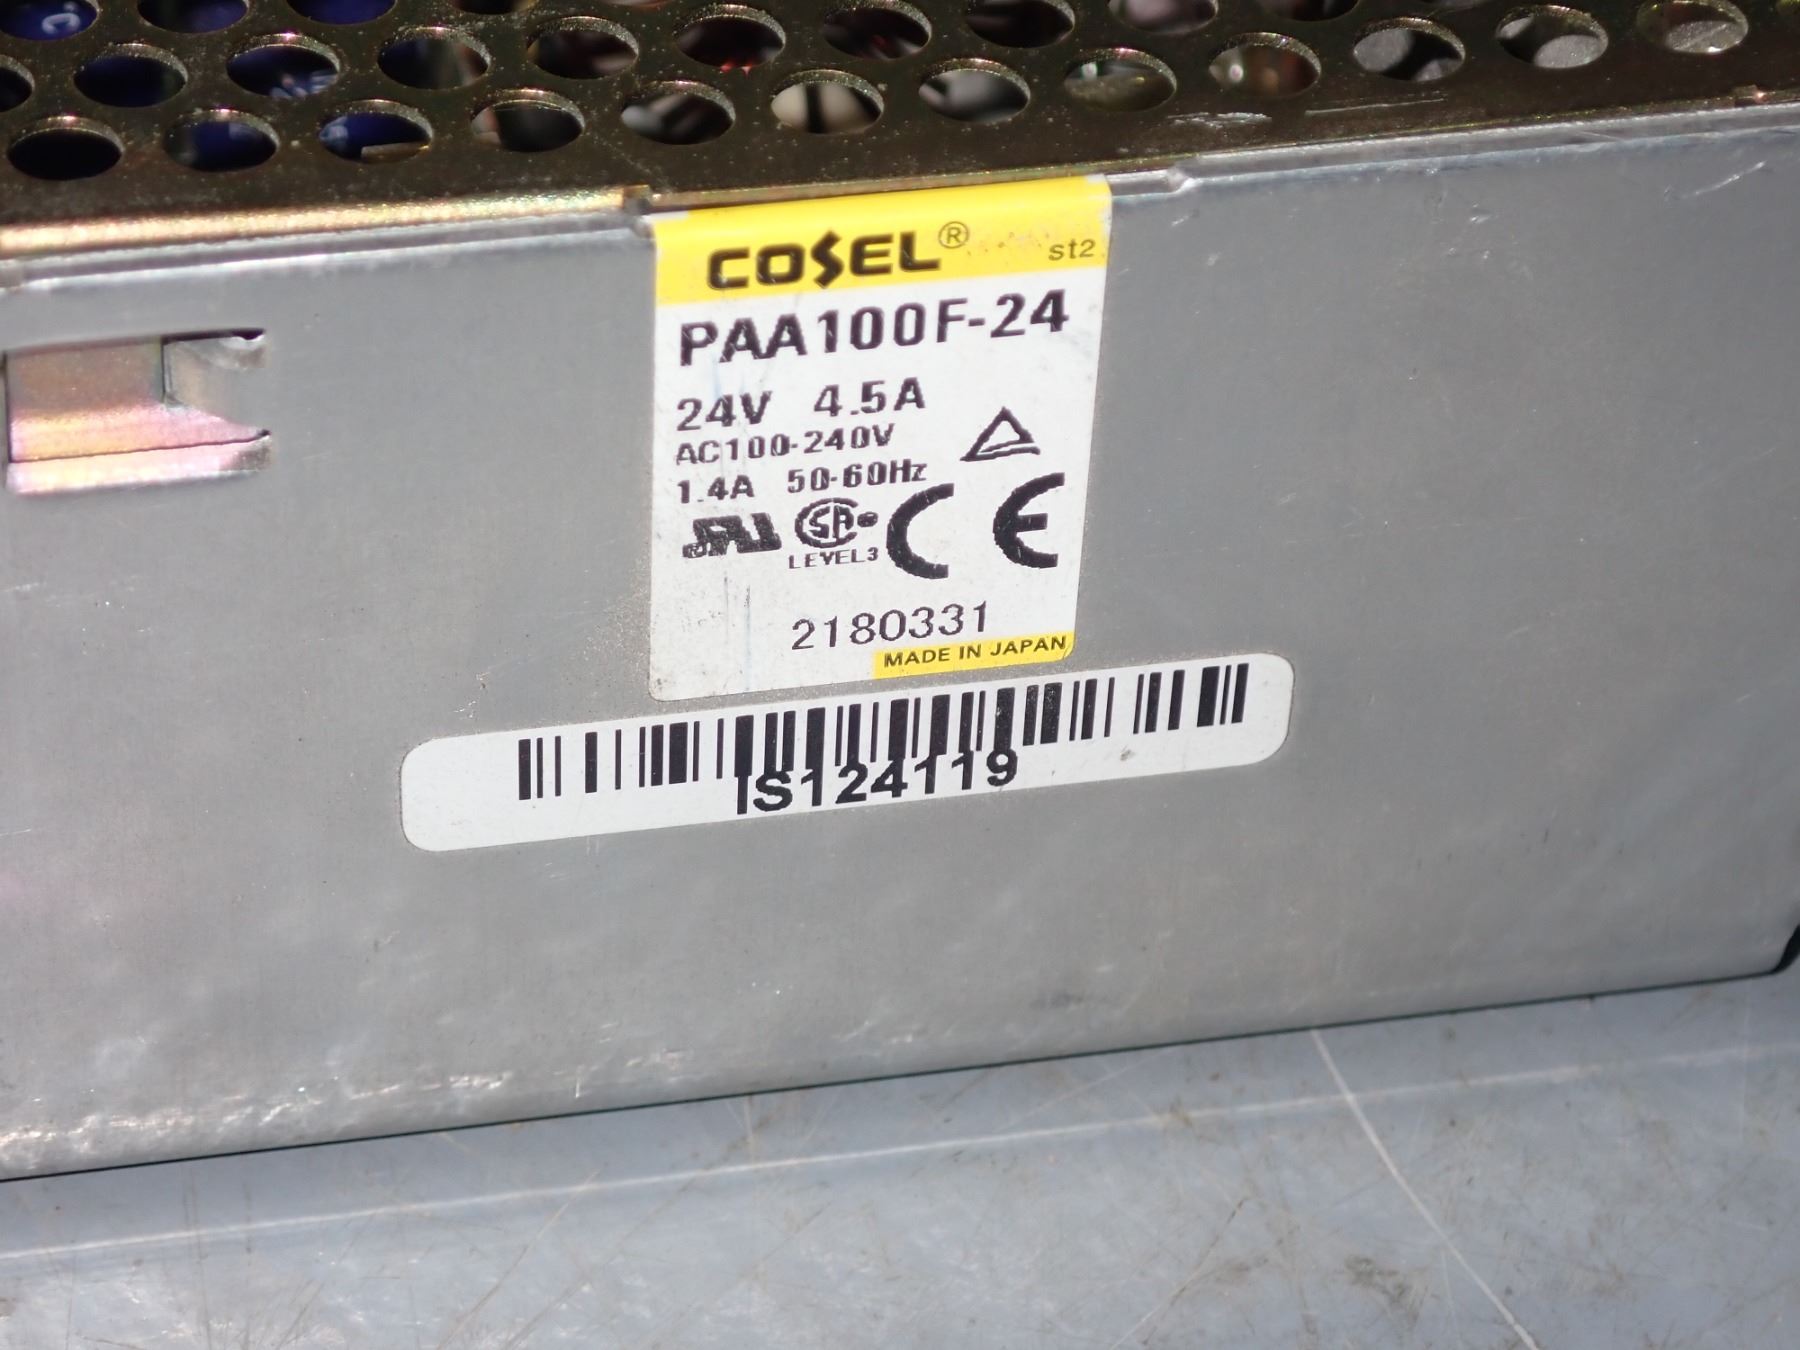 COSEL®
st2
PAA100F-24
24V 4.5A
AC100-240V
1.4A 50-60Hz
LEVEL3
CE
2180331
MADE IN JAPAN
IS124119